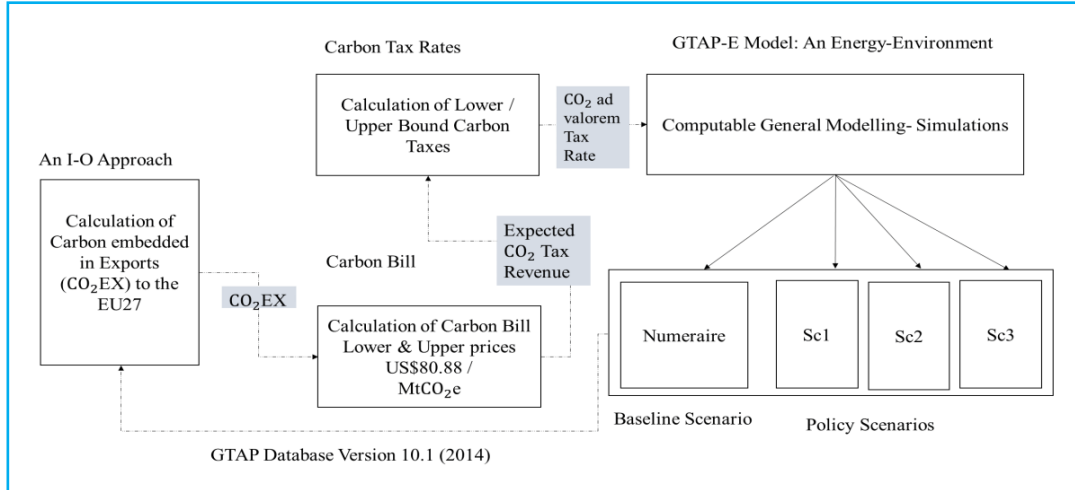 Carbon Tax Rates
GTAP-E Model: An Energy-Environment
Calculation of Lower /
Upper Bound Carbon
Taxes
CO₂ ad
valorem
Tax
Rate
Computable General Modelling- Simulations
An I-O Approach
Calculation of
Carbon embedded
in Exports
(CO₂EX) to the
EU27
CO₂EX
Carbon Bill
Expected
CO₂ Tax
Revenue
Calculation of Carbon Bill
Lower & Upper prices
US$80.88 /
MtCO₂e
Numeraire
Sc1
Sc2
Sc3
Baseline Scenario
Policy Scenarios
GTAP Database Version 10.1 (2014)